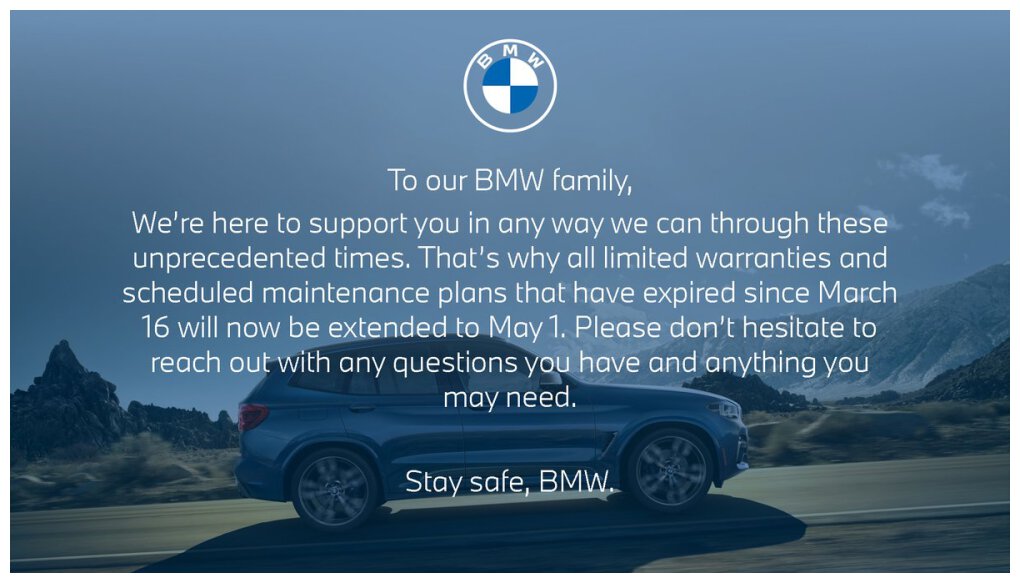 BMW
To our BMW family,
We're here to support you in any way we can through these
unprecedented times. That's why all limited warranties and
scheduled maintenance plans that have expired since March
16 will now be extended to May 1. Please don't hesitate to
reach out with any questions you have and anything you
may need.
Stay safe, BMW.